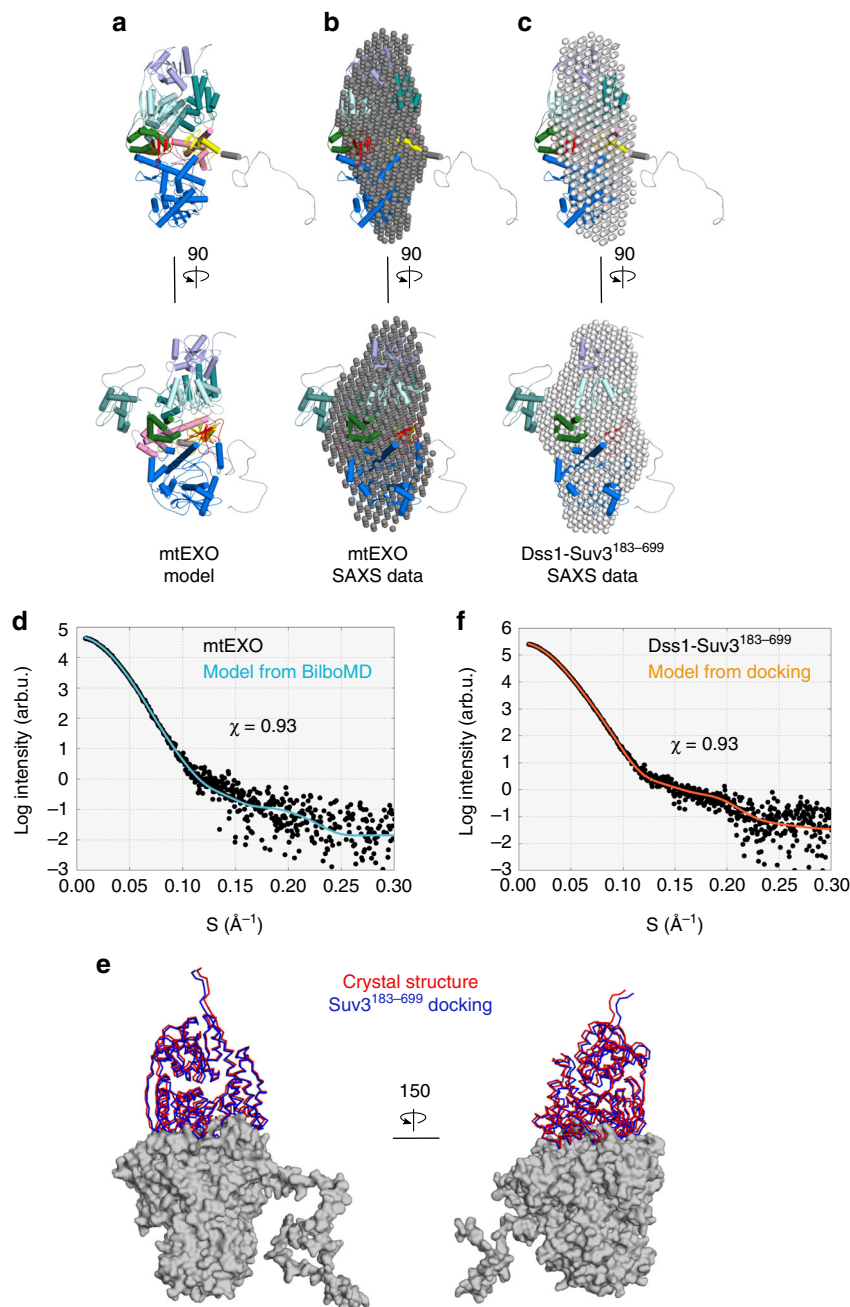 a
b
c
90
90
90
mtEXO
model
mtEXO
SAXS data
Dss1-Suv3¹⁸³⁻⁶⁹⁹
SAXS data
d
5
4
3
2
1
0
−1
−2
−3
0.00 0.05 0.10 0.15 0.20 0.25 0.30
Log intensity (arb.u.)
S (Å⁻¹)
mtEXO
Model from BilboMD
χ = 0.93
f
6
5
4
3
2
1
0
−1
−2
−3
0.00 0.05 0.10 0.15 0.20 0.25 0.30
Log intensity (arb.u.)
S (Å⁻¹)
Dss1-Suv3¹⁸³⁻⁶⁹⁹
Model from docking
χ = 0.93
e
Crystal structure
Suv3¹⁸³⁻⁶⁹⁹ docking
150